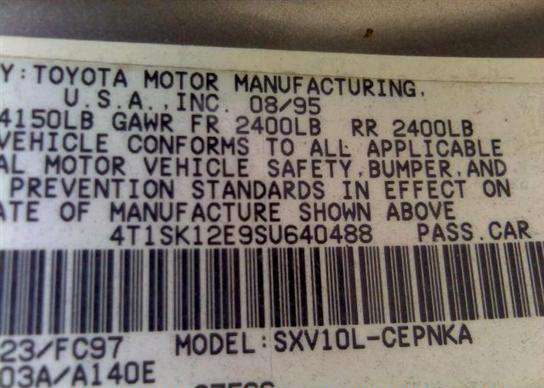 Y: TOYOTA MOTOR MANUFACTURING,
U.S.A., INC. 08/95
4150LB GAWR FR 2400LB RR 2400LB
VEHICLE CONFORMS TO ALL APPLICABLE
AL MOTOR VEHICLE SAFETY, BUMPER, AND
PREVENTION STANDARDS IN EFFECT ON
ATE OF MANUFACTURE SHOWN ABOVE
4T1SK12E9SU640488 PASS.CAR
23/FC97 MODEL: SXV10L-CEPNKA
03A/A140E